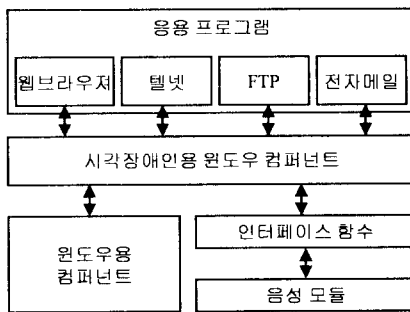 응용 프로그램
웹브라우져 텔넷 FTP 전자메일
시각장애인용 윈도우 컴퍼넌트
윈도우용
컴퍼넌트
인터페이스 함수
음성 모듈